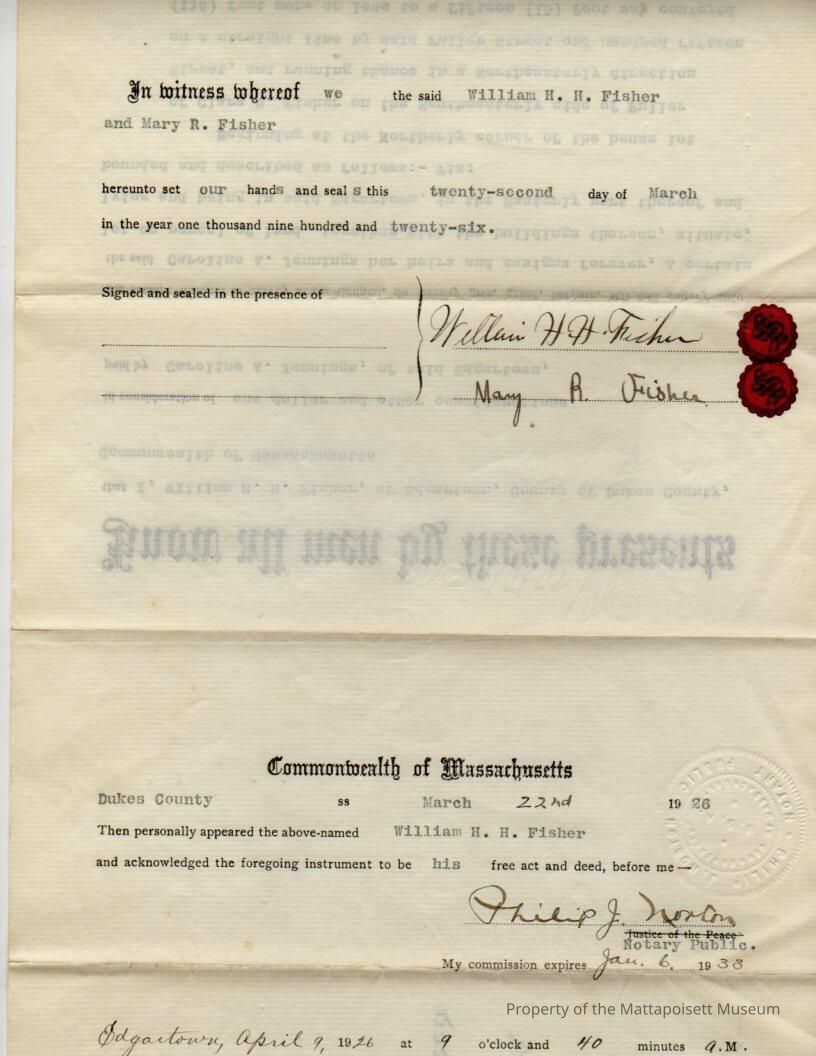 In witness whereof we the said William H. H. Fisher
and Mary R. Fisher
hereunto set our hands and seal s this twenty-second day of March
in the year one thousand nine hundred and twenty-six.
Signed and sealed in the presence of
William H. H. Fisher
Mary R. Fisher
Commonwealth of Massachusetts
Dukes County ss March 22nd 19 26
Then personally appeared the above-named William H. H. Fisher
and acknowledged the foregoing instrument to be his free act and deed, before me—
Philip J. Norton
Justice of the Peace
Notary Public.
My commission expires Jan. 6. 19 33
Property of the Mattapoisett Museum
Edgartown, April 9, 1926 at 9 o'clock and 40 minutes A.M.